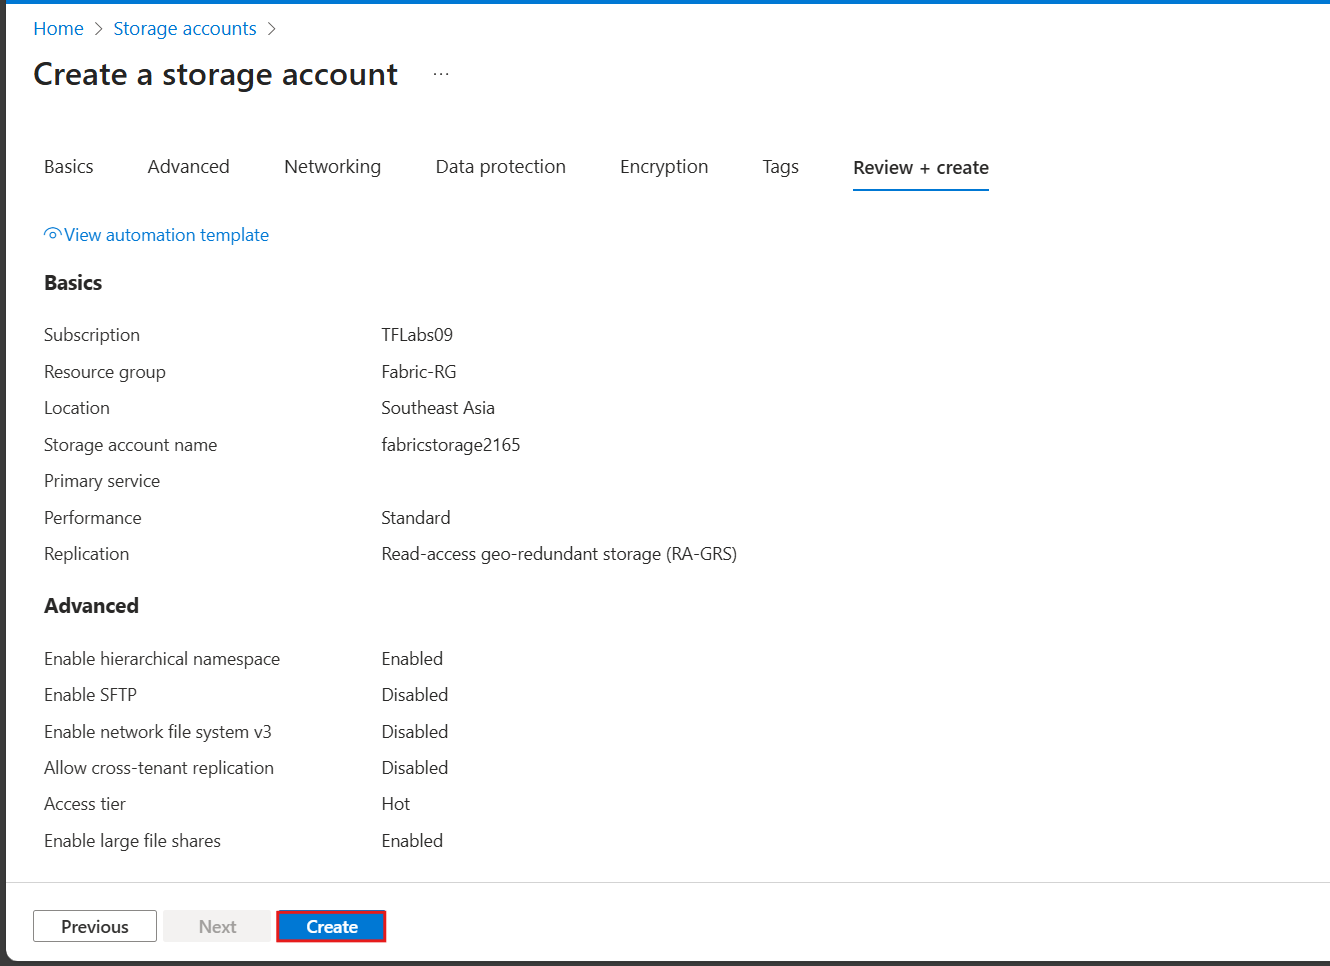 Home > Storage accounts >
Create a storage account ...
Basics Advanced Networking Data protection Encryption Tags Review + create
View automation template
Basics
Subscription TFLabs09
Resource group Fabric-RG
Location Southeast Asia
Storage account name fabricstorage2165
Primary service
Performance Standard
Replication Read-access geo-redundant storage (RA-GRS)
Advanced
Enable hierarchical namespace Enabled
Enable SFTP Disabled
Enable network file system v3 Disabled
Allow cross-tenant replication Disabled
Access tier Hot
Enable large file shares Enabled
Previous Next Create